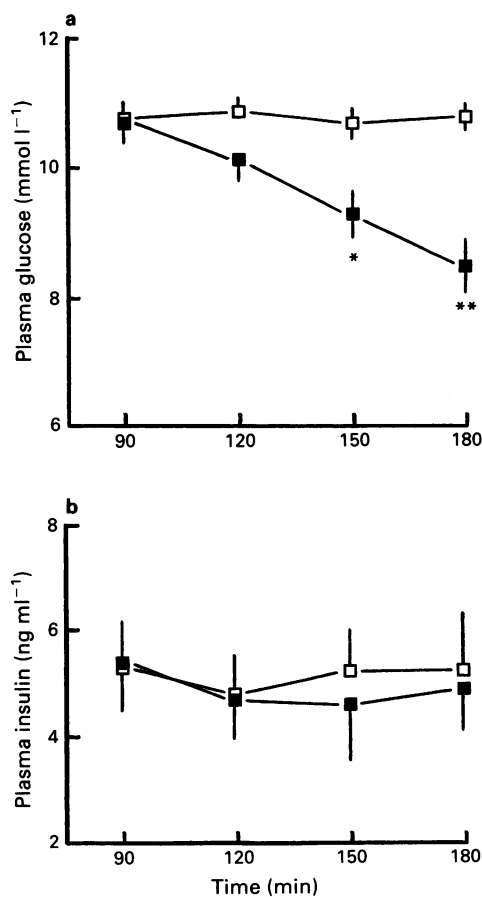 a
Plasma glucose (mmol l⁻¹)
12
10
8
6
*
**
90 120 150 180
b
Plasma insulin (ng ml⁻¹)
8
6
4
2
90 120 150 180
Time (min)